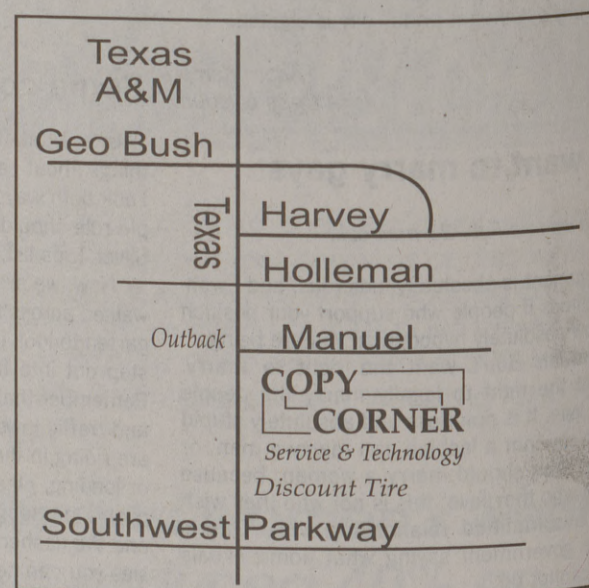 Texas
A&M
Geo Bush
Texas
Harvey
Holleman
Outback
Manuel
COPY
CORNER
Service & Technology
Discount Tire
Southwest Parkway